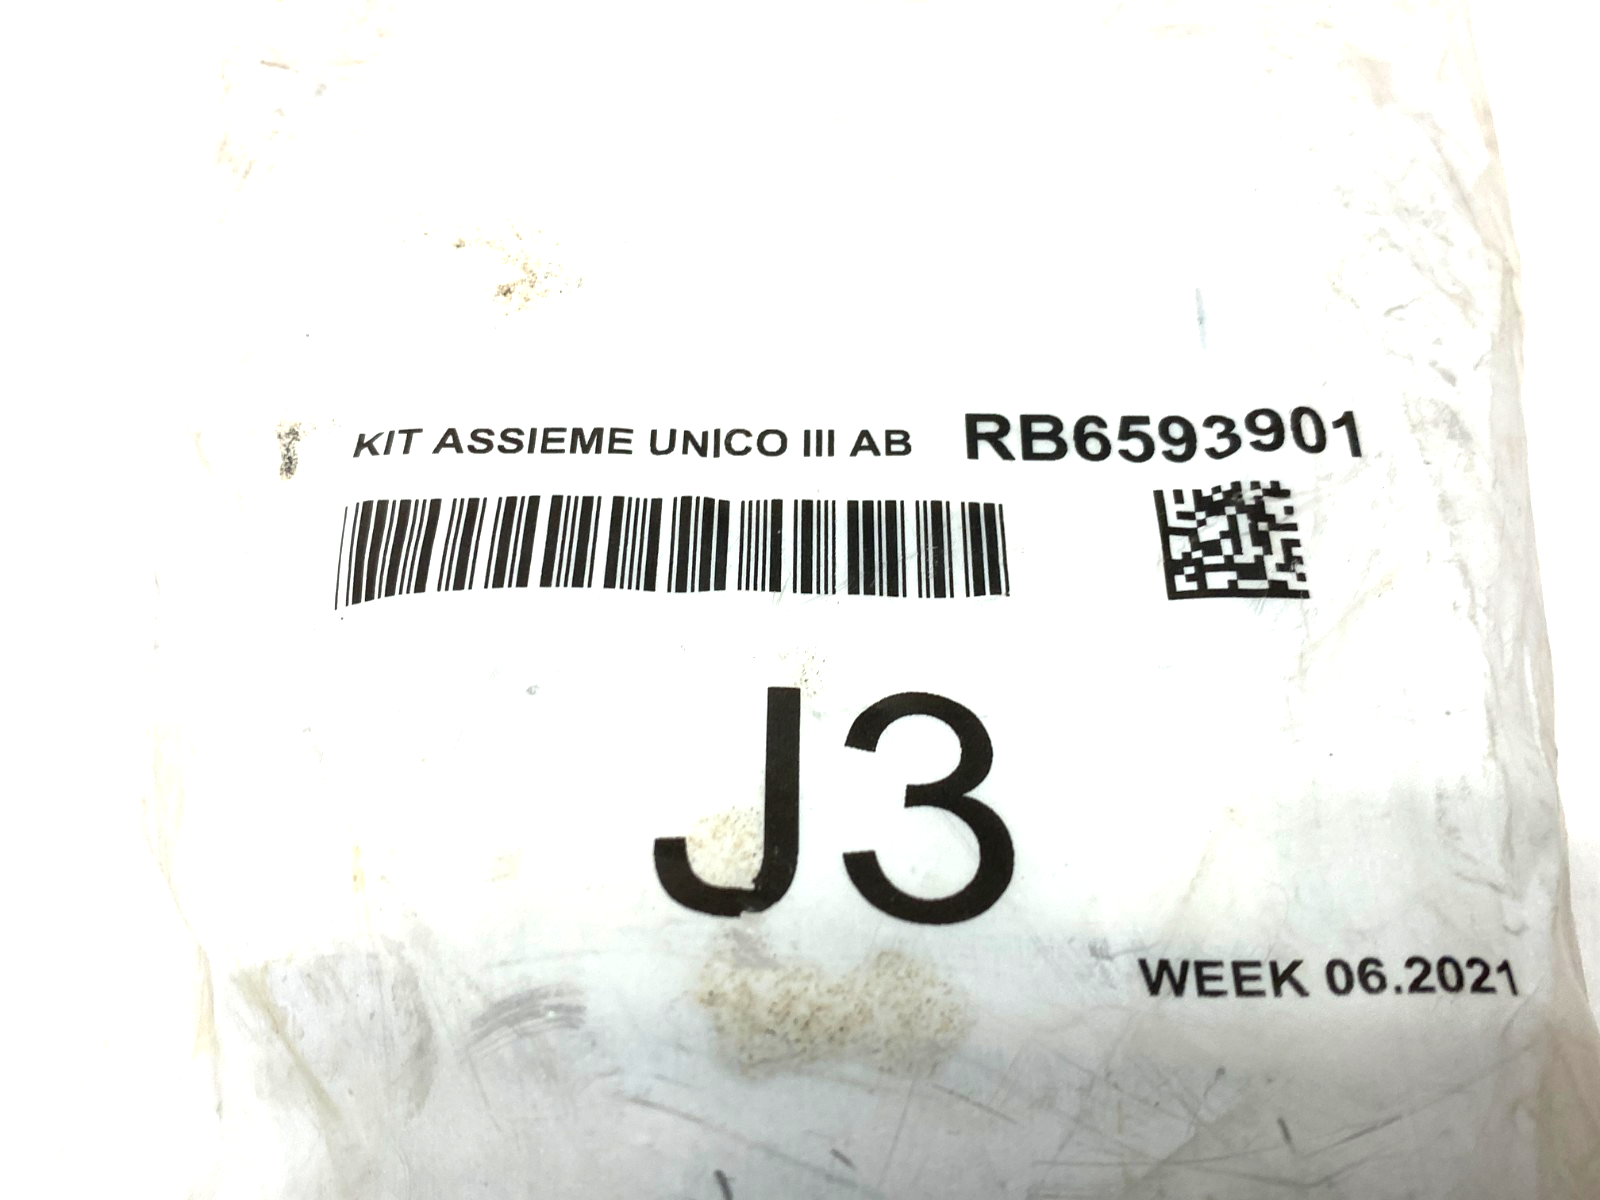 KIT ASSIEME UNICO III AB RB6593901
J3
WEEK 06.2021